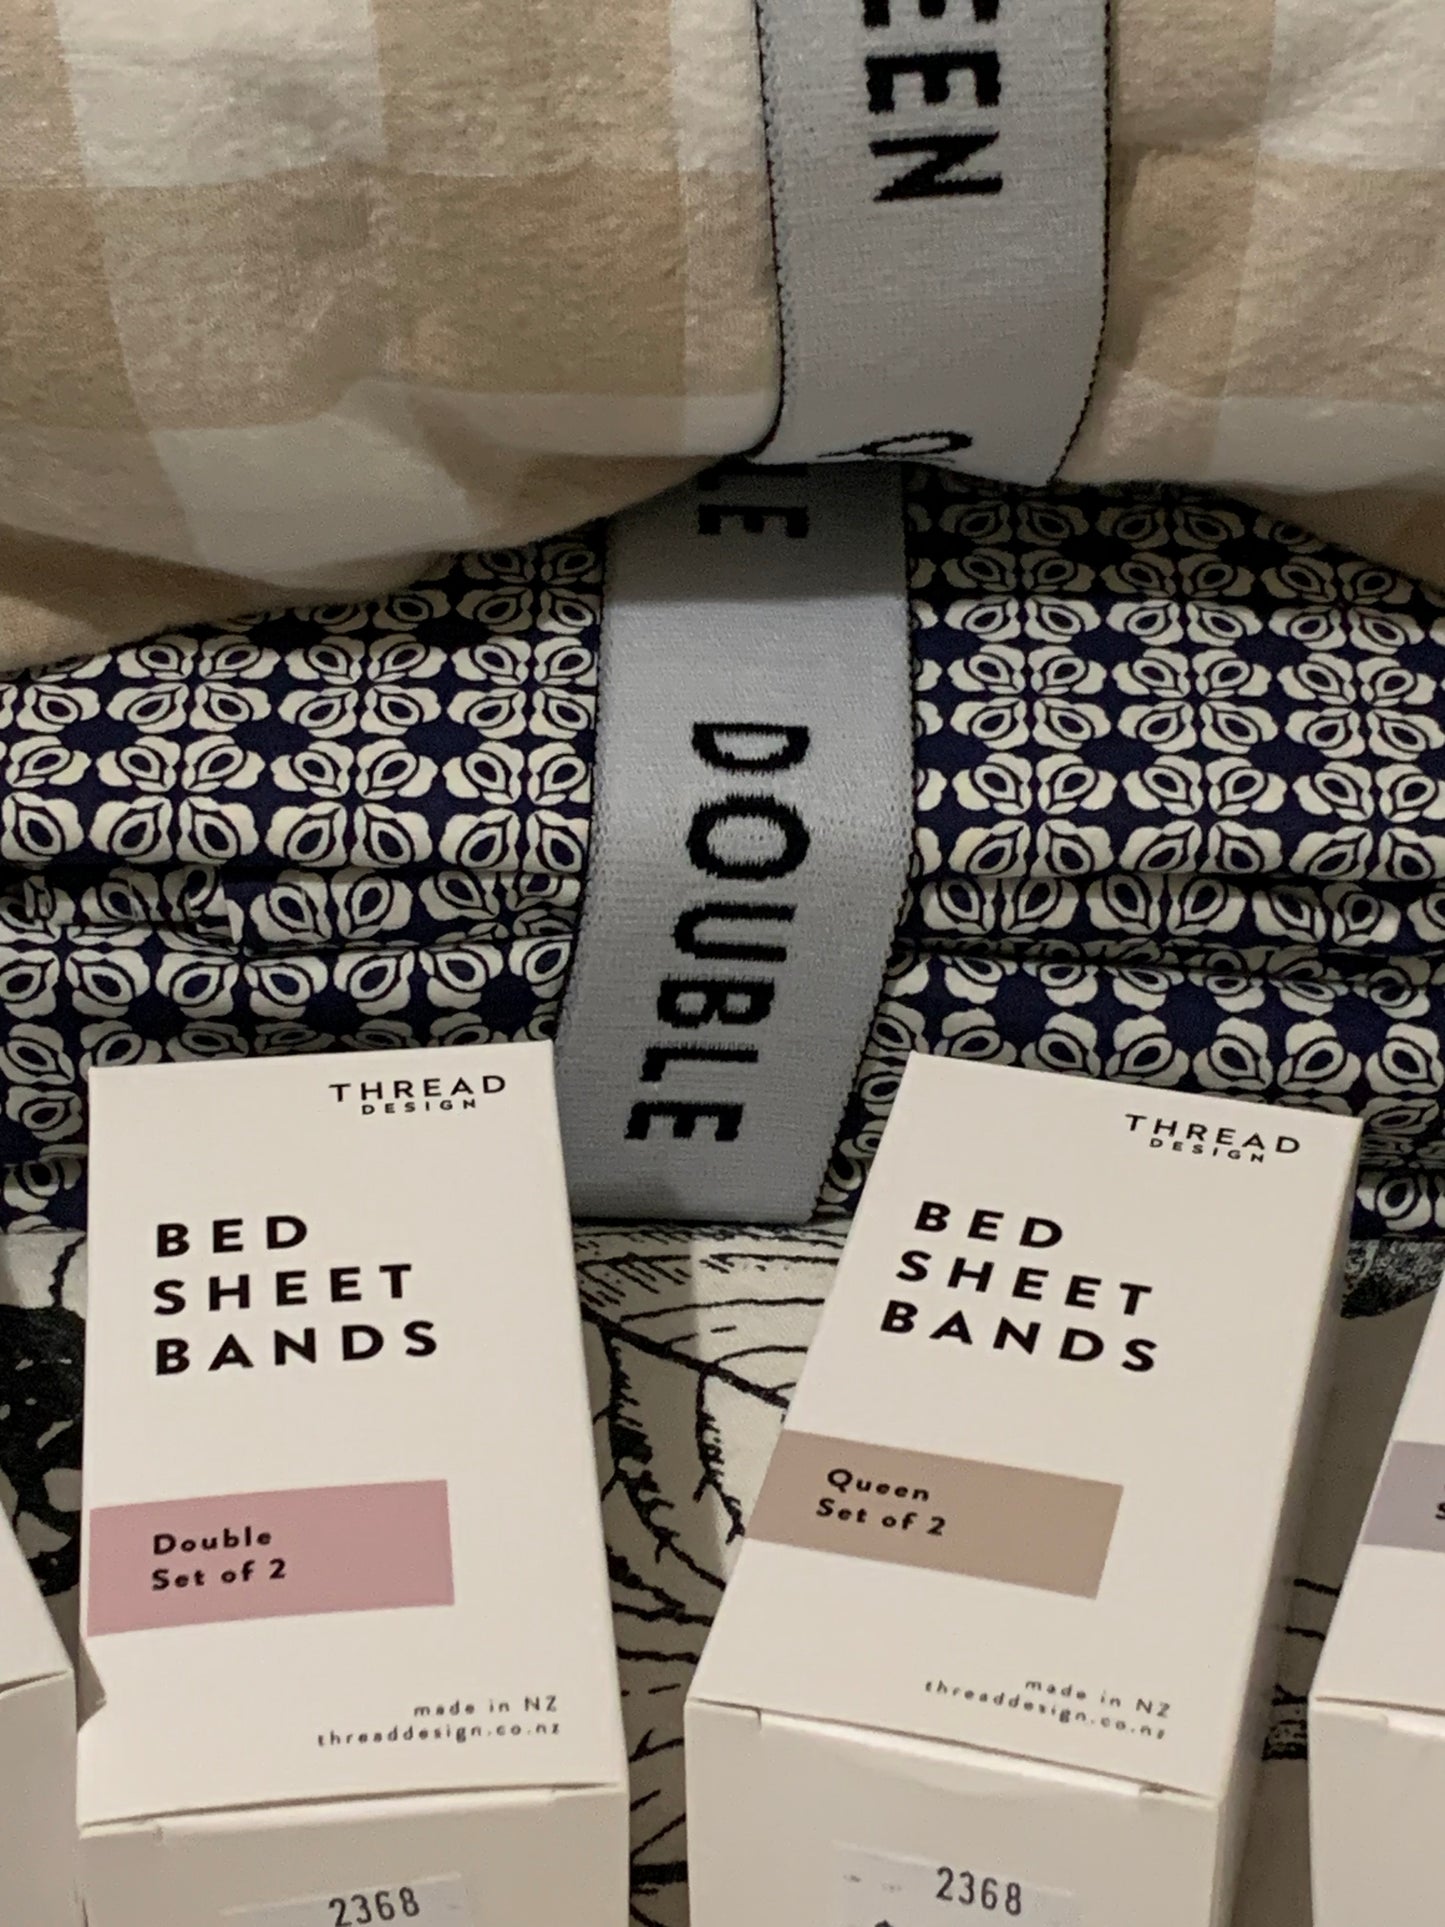 EEN
LE
DOUBLE
THREAD
DESIGN
BED
SHEET
BANDS
Double
Set of 2
made in NZ
threaddesign.co.nz
2368
THREAD
DESIGN
BED
SHEET
BANDS
Queen
Set of 2
made in NZ
threaddesign.co.nz
2368
S